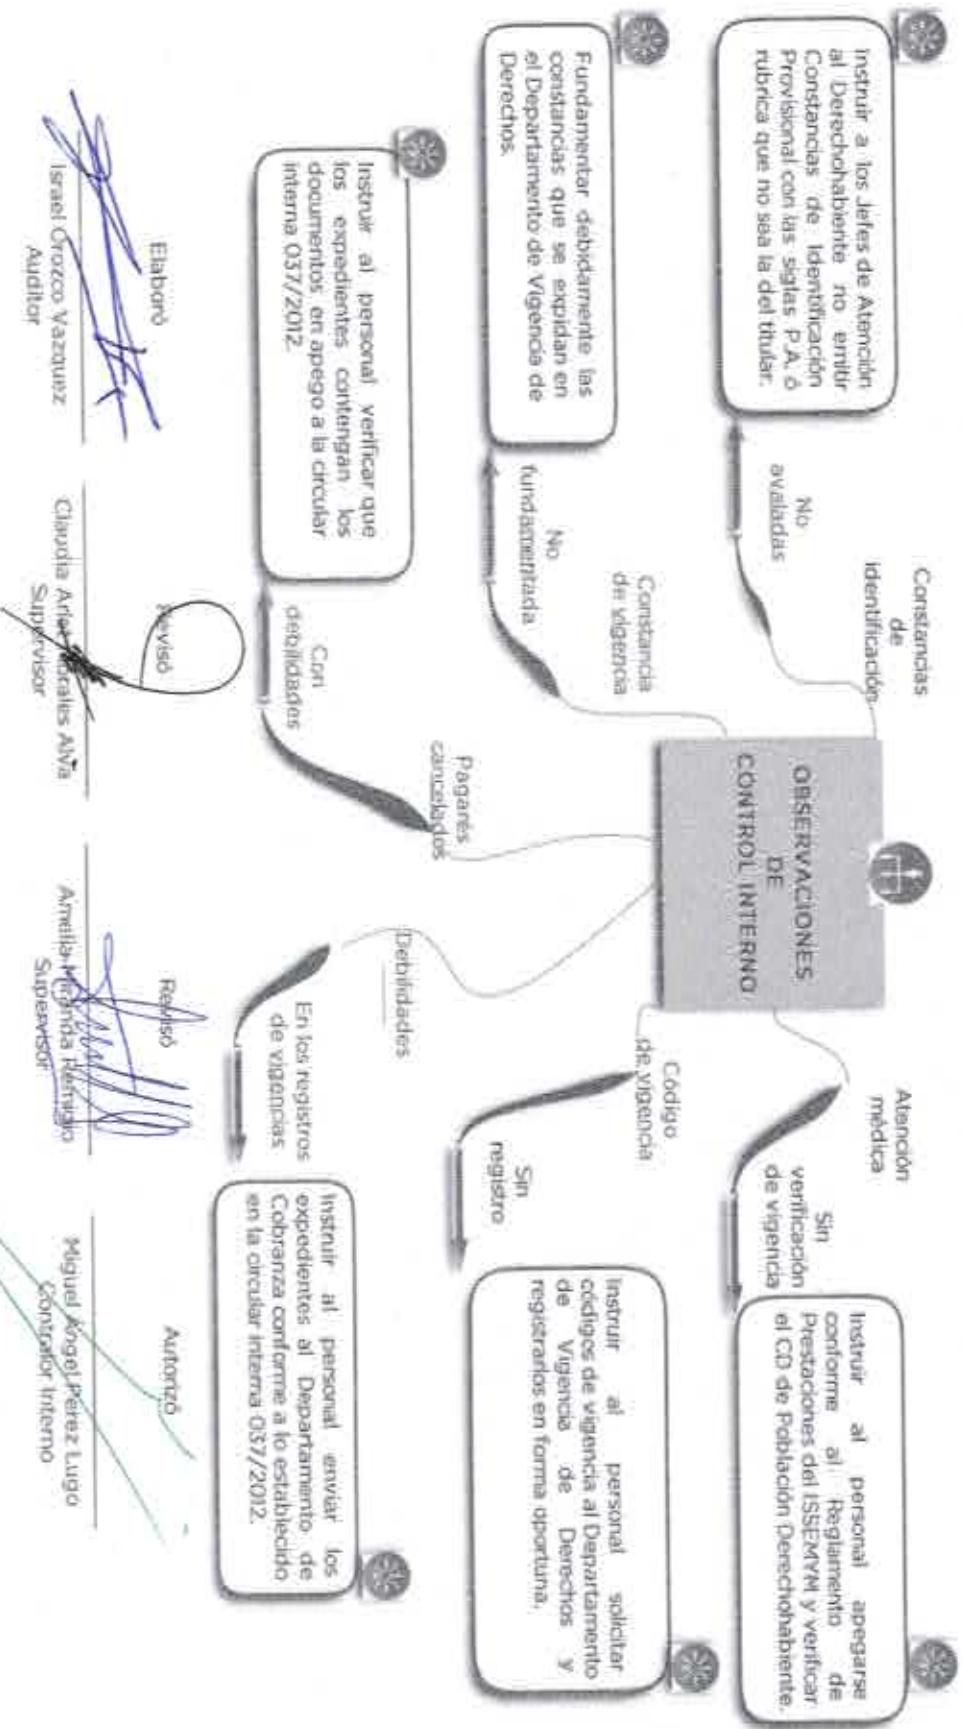 OBSERVACIONES
DE
CONTROL INTERNO
Constancias
de
identificación
No
avaladas
Instruir a los Jefes de Atención
al Derechohabiente no emitir
Constancias de Identificación
Provisional con las siglas P.A. ó
rubrica que no sea la del titular.
Constancia
de vigencia
No
fundamentada
Fundamentar debidamente las
constancias que se expidan en
el Departamento de Vigencia de
Derechos.
Pagarés
cancelados
Con
debilidades
Instruir al personal verificar que
los expedientes contengan los
documentos en apego a la circular
interna 037/2012.
Atención
médica
Sin
verificación
de vigencia
Instruir al personal apegarse
conforme al Reglamento de
Prestaciones del ISSEMYM y verificar
el CD de Población Derechohabiente.
Código
de vigencia
Sin
registro
Instruir al personal solicitar
códigos de vigencia al Departamento
de Vigencia de Derechos y
registrarlos en forma oportuna.
Debilidades
En los registros
de vigencias
Instruir al personal enviar los
expedientes al Departamento de
Cobranza conforme a lo establecido
en la circular interna 037/2012.
Elaboró
Israel Orozco Vazquez
Auditor
Revisó
Claudia Morales Alva
Supervisor
Revisó
Amelia Miranda Remigio
Supervisor
Autorizó
Miguel Ángel Pérez Lugo
Contralor Interno